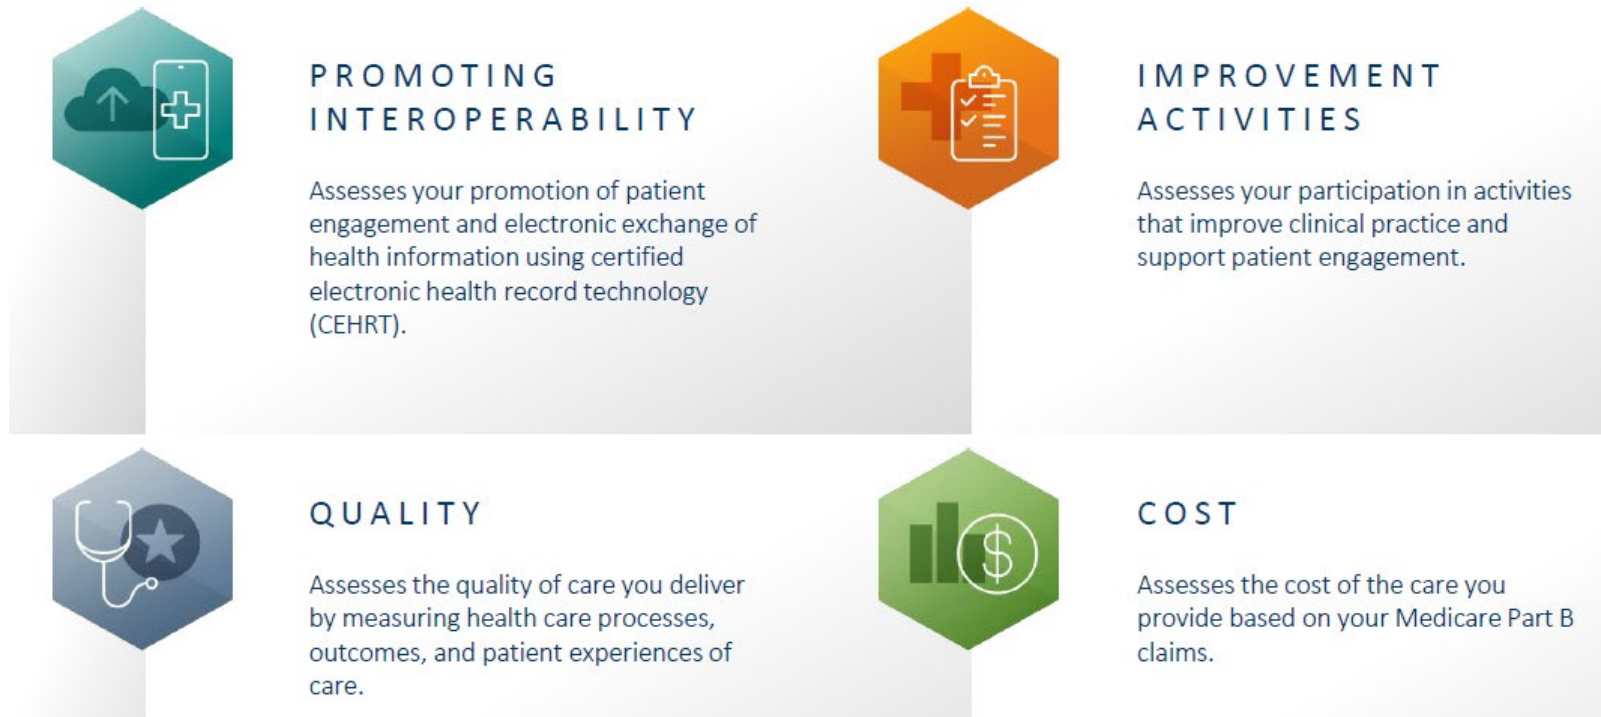 PROMOTING
INTEROPERABILITY
Assesses your promotion of patient
engagement and electronic exchange of
health information using certified
electronic health record technology
(CEHRT).
IMPROVEMENT
ACTIVITIES
Assesses your participation in activities
that improve clinical practice and
support patient engagement.
QUALITY
Assesses the quality of care you deliver
by measuring health care processes,
outcomes, and patient experiences of
care.
COST
Assesses the cost of the care you
provide based on your Medicare Part B
claims.